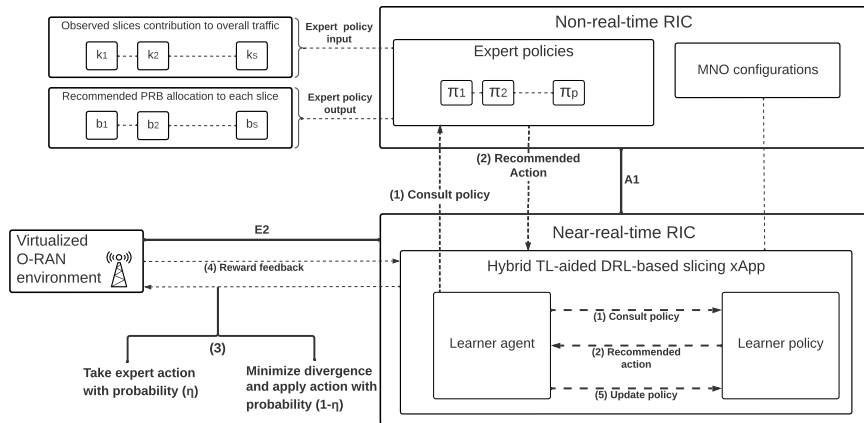 Non-real-time RIC
Observed slices contribution to overall traffic
k1 k2 ks
Expert policy
input
Recommended PRB allocation to each slice
b1 b2 bs
Expert policy
output
Expert policies
π1 π2 πp
MNO configurations
(1) Consult policy
(2) Recommended
Action
A1
Near-real-time RIC
E2
Virtualized
O-RAN
environment
(4) Reward feedback
(3)
Take expert action
with probability (η)
Minimize divergence
and apply action with
probability (1-η)
Hybrid TL-aided DRL-based slicing xApp
Learner agent
(1) Consult policy
(2) Recommended
action
(5) Update policy
Learner policy